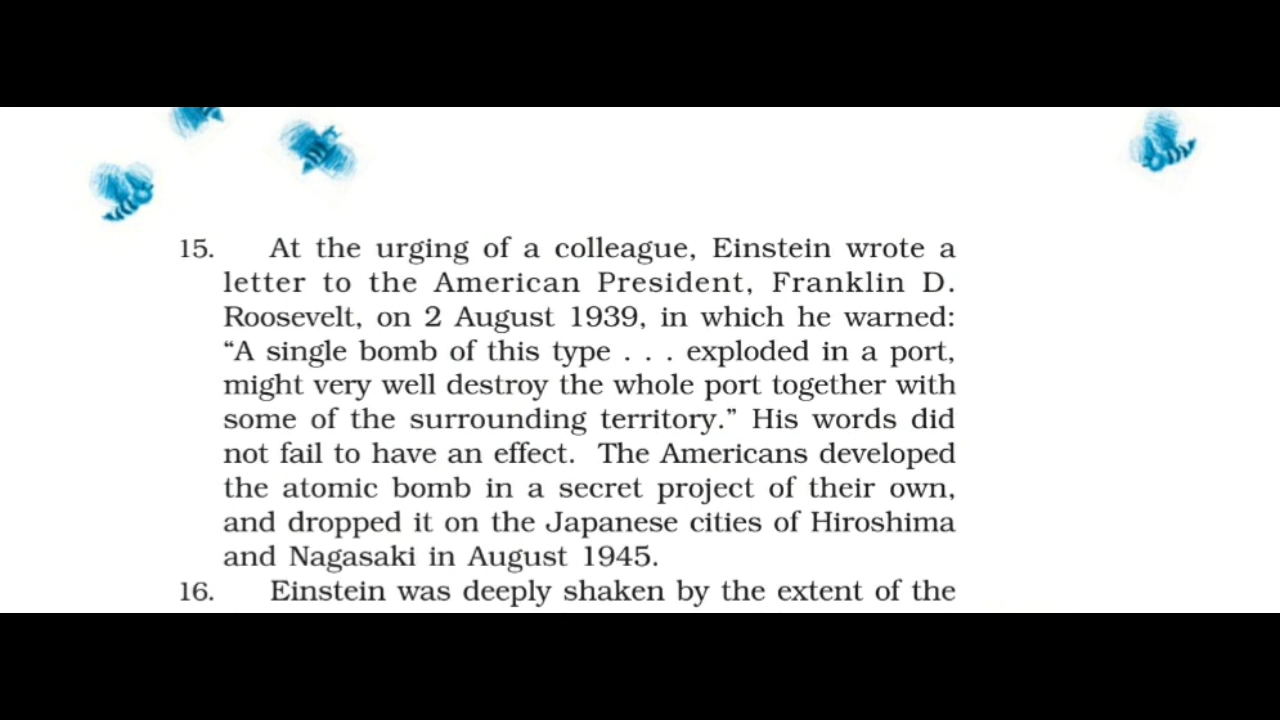 15. At the urging of a colleague, Einstein wrote a
letter to the American President, Franklin D.
Roosevelt, on 2 August 1939, in which he warned:
“A single bomb of this type . . . exploded in a port,
might very well destroy the whole port together with
some of the surrounding territory.” His words did
not fail to have an effect. The Americans developed
the atomic bomb in a secret project of their own,
and dropped it on the Japanese cities of Hiroshima
and Nagasaki in August 1945.
16. Einstein was deeply shaken by the extent of the